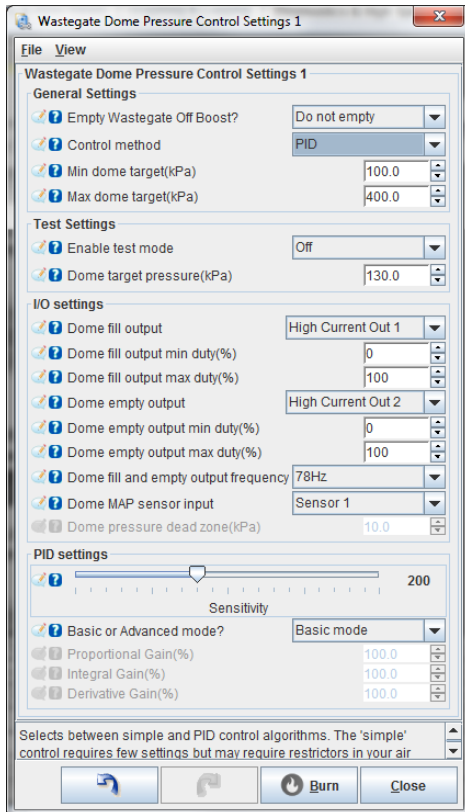 Wastegate Dome Pressure Control Settings 1
File View
Wastegate Dome Pressure Control Settings 1
General Settings
Empty Wastegate Off Boost? Do not empty
Control method PID
Min dome target(kPa) 100.0
Max dome target(kPa) 400.0
Test Settings
Enable test mode Off
Dome target pressure(kPa) 130.0
I/O settings
Dome fill output High Current Out 1
Dome fill output min duty(%) 0
Dome fill output max duty(%) 100
Dome empty output High Current Out 2
Dome empty output min duty(%) 0
Dome empty output max duty(%) 100
Dome fill and empty output frequency 78Hz
Dome MAP sensor input Sensor 1
Dome pressure dead zone(kPa) 10.0
PID settings
200
Sensitivity
Basic or Advanced mode? Basic mode
Proportional Gain(%) 100.0
Integral Gain(%) 100.0
Derivative Gain(%) 100.0
Selects between simple and PID control algorithms. The 'simple'
control requires few settings but may require restrictors in your air
Burn Close